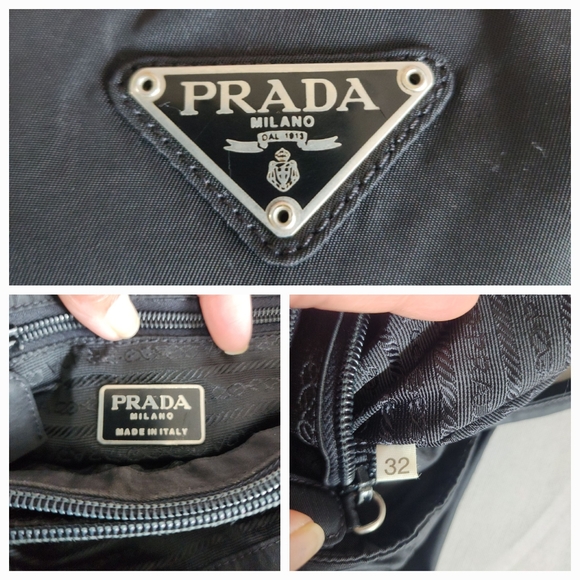 PRADA
MILANO
DAL 1913
PRADA
MILANO
MADE IN ITALY
32